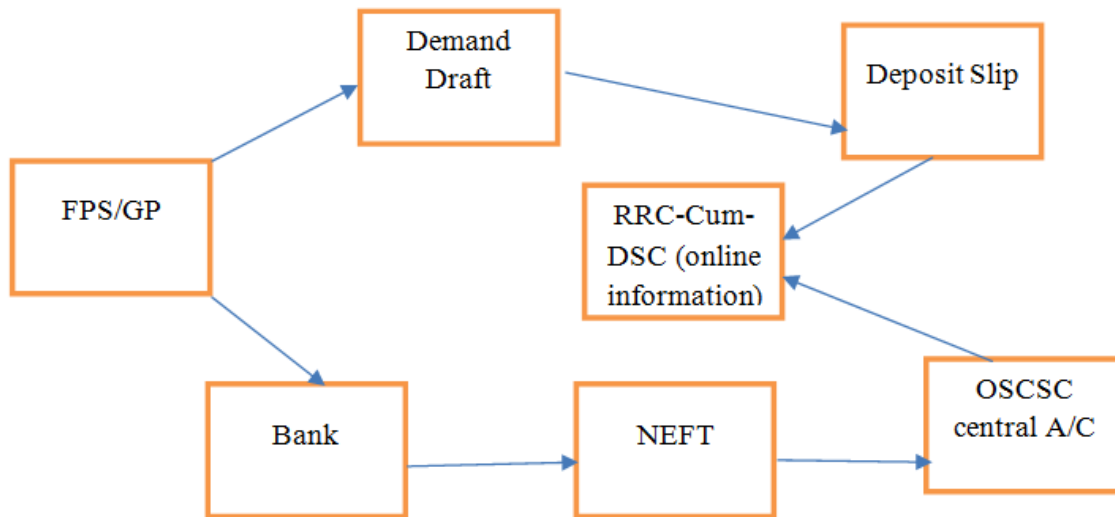 Demand
Draft
Deposit Slip
FPS/GP
RRC-Cum-
DSC (online
information)
Bank
NEFT
OSCSC
central A/C